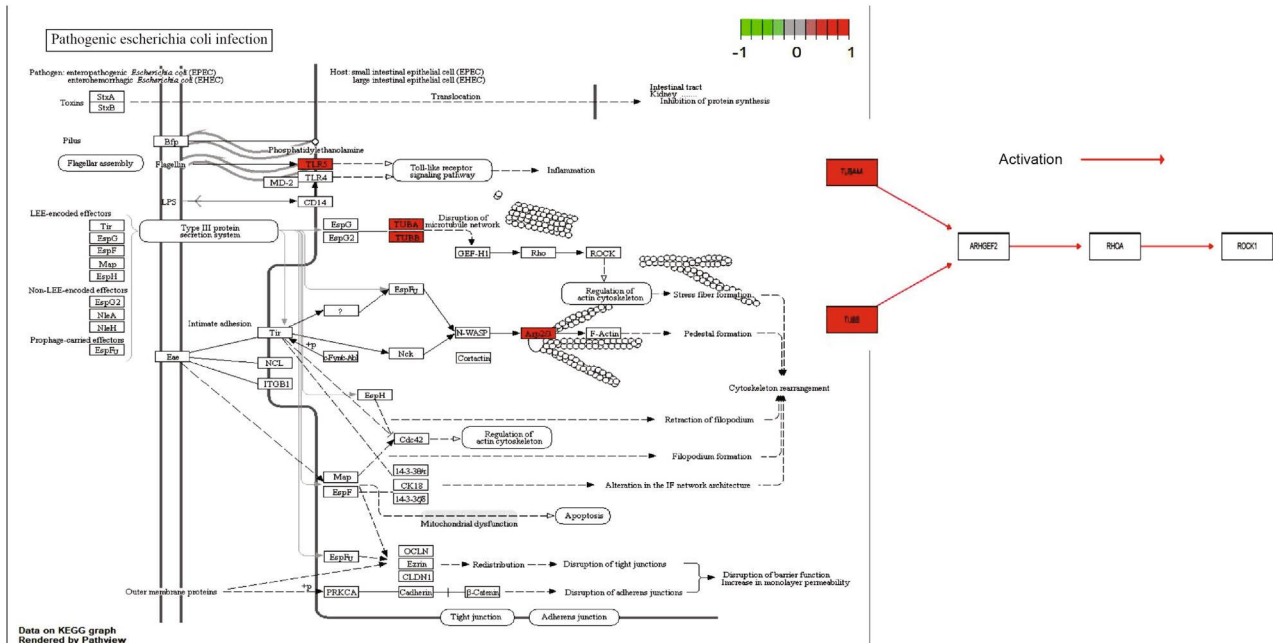 Pathogenic escherichia coli infection
-1 0 1
Pathogen: enteropathogenic Escherichia coli (EPEC)
enterohemorrhagic Escherichia coli (EHEC)
Host: small intestinal epithelial cell (EPEC)
large intestinal epithelial cell (EHEC)
Toxins
StxA
StxB
Translocation
Intestinal tract
Kidney ......
Inhibition of protein synthesis
Pilus
Bfp
Phosphatidy ethanolamine
Flagellar assembly
Flagellin
TLR5
TLR4
MD-2
Toll-like receptor
signaling pathway
Inflammation
LPS
CD14
LEE-encoded effectors
Tir
EspG
EspF
Map
EspH
Non-LEE-encoded effectors
EspG2
NleA
NleH
Prophage-carried effectors
EspFU
Type III protein
secretion system
EspG
EspG2
TUBA
TUBB
Disruption of
microtubule network
GEF-H1
Rho
ROCK
Regulation of
actin cytoskeleton
Stress fiber formation
EspFU
?
Intimate adhesion
Tir
+p
Nck
N-WASP
Cortactin
Arp2/3
F-Actin
Pedestal formation
Eae
NCL
ITGB1
Cytoskeleton rearrangement
EspH
Retraction of filopodium
Cdc42
Regulation of
actin cytoskeleton
Filopodium formation
Map
EspF
CK18
Alteration in the IF network architecture
Mitochondrial dysfunction
Apoptosis
EspFU
OCLN
Ezrin
CLDN1
Redistribution
Disruption of tight junctions
Disruption of barrier function
Increase in monolayer permeability
Outer membrane proteins
+p
PRKCA
Cadherin
β-Catenin
Disruption of adherens junctions
Tight junction
Adherens junction
Data on KEGG graph
Rendered by Pathview
Activation
TUBB
ARHGEF2
RHOA
ROCK1